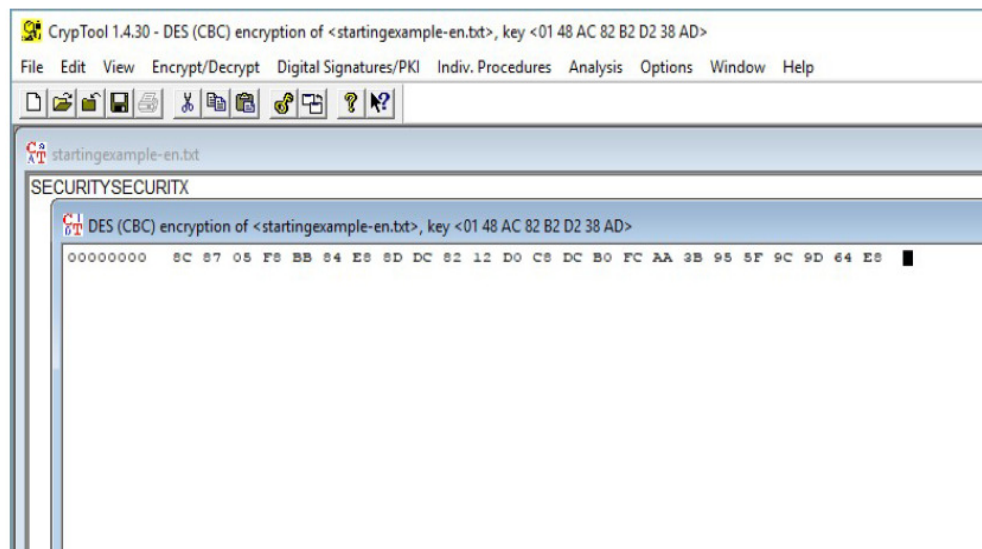 CrypTool 1.4.30 - DES (CBC) encryption of <startingexample-en.txt>, key <01 48 AC 82 B2 D2 38 AD>
File Edit View Encrypt/Decrypt Digital Signatures/PKI Indiv. Procedures Analysis Options Window Help
startingexample-en.txt
SECURITYSECURITX
DES (CBC) encryption of <startingexample-en.txt>, key <01 48 AC 82 B2 D2 38 AD>
00000000 8C 87 05 F8 BB 84 E8 8D DC 82 12 D0 C8 DC B0 FC AA 3B 95 5F 9C 9D 64 E8